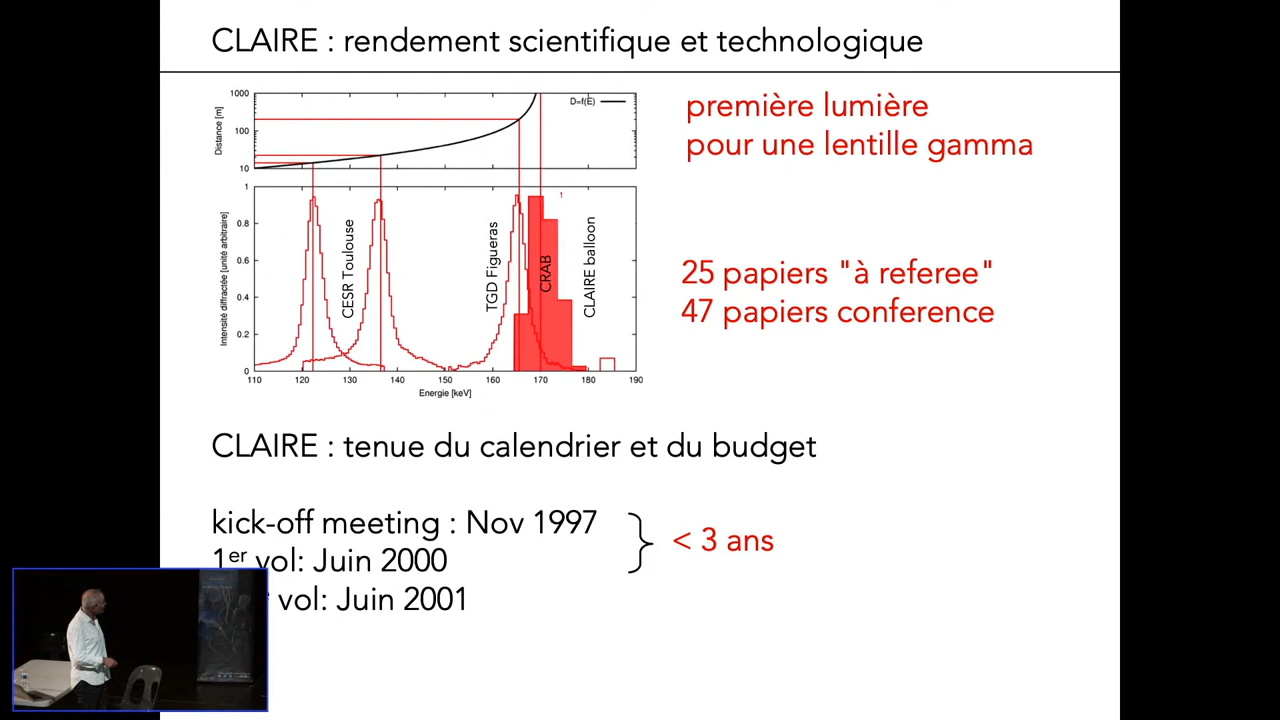 CLAIRE : rendement scientifique et technologique
1000
100
10
Distance [m]
D=f(E)
première lumière
pour une lentille gamma
1
0.8
0.6
0.4
0.2
0
Intensité diffractée [unité arbitraire]
CESR Toulouse
TGD Figueras
CRAB
CLAIRE balloon
110 120 130 140 150 160 170 180 190
Energie [keV]
25 papiers "à referee"
47 papiers conference
CLAIRE : tenue du calendrier et du budget
kick-off meeting : Nov 1997
1er vol: Juin 2000
< 3 ans
vol: Juin 2001